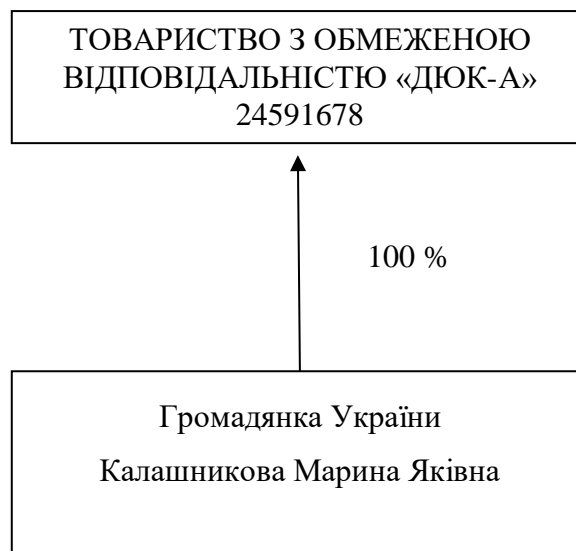 ТОВАРИСТВО З ОБМЕЖЕНОЮ
ВІДПОВІДАЛЬНІСТЮ «ДЮК-А»
24591678
100 %
Громадянка України
Калашникова Марина Яківна